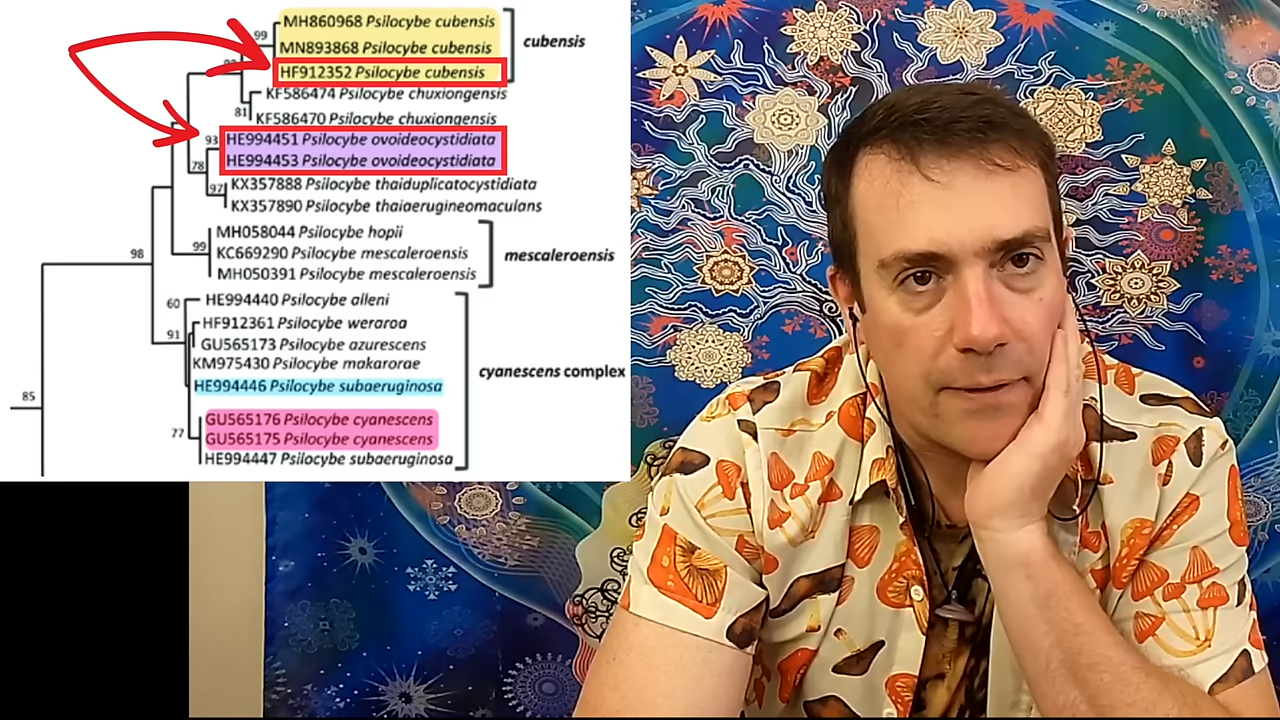 99
MH860968 Psilocybe cubensis
MN893868 Psilocybe cubensis
HF912352 Psilocybe cubensis
cubensis
81
KF586474 Psilocybe chuxiongensis
KF586470 Psilocybe chuxiongensis
93
HE994451 Psilocybe ovoideocystidiata
HE994453 Psilocybe ovoideocystidiata
78
97
KX357888 Psilocybe thaiduplicatocystidiata
KX357890 Psilocybe thaiaerugineomaculans
98
99
MH058044 Psilocybe hopii
KC669290 Psilocybe mescaleroensis
MH050391 Psilocybe mescaleroensis
mescaleroensis
60
HE994440 Psilocybe alleni
91
HF912361 Psilocybe weraroa
GU565173 Psilocybe azurescens
KM975430 Psilocybe makarorae
HE994446 Psilocybe subaeruginosa
cyanescens complex
85
77
GU565176 Psilocybe cyanescens
GU565175 Psilocybe cyanescens
HE994447 Psilocybe subaeruginosa